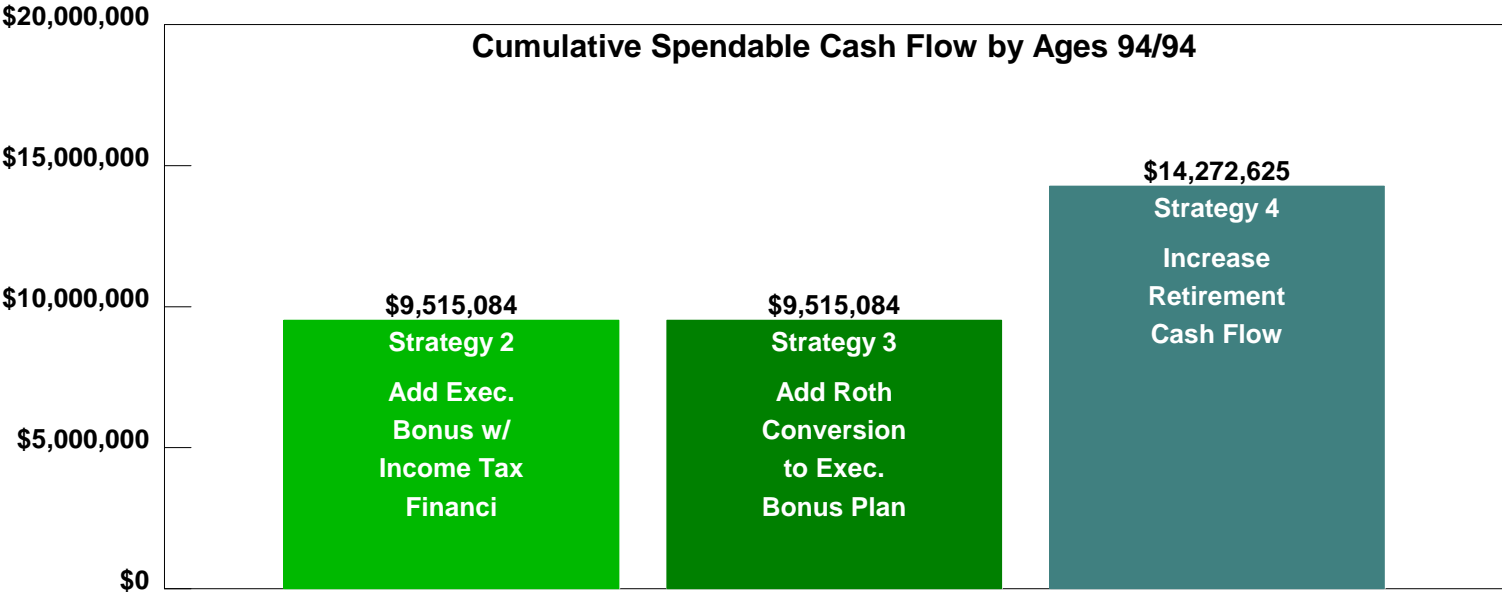 Cumulative Spendable Cash Flow by Ages 94/94
$20,000,000
$15,000,000
$10,000,000
$5,000,000
$0
$9,515,084
Strategy 2
Add Exec.
Bonus w/
Income Tax
Financi
$9,515,084
Strategy 3
Add Roth
Conversion
to Exec.
Bonus Plan
$14,272,625
Strategy 4
Increase
Retirement
Cash Flow